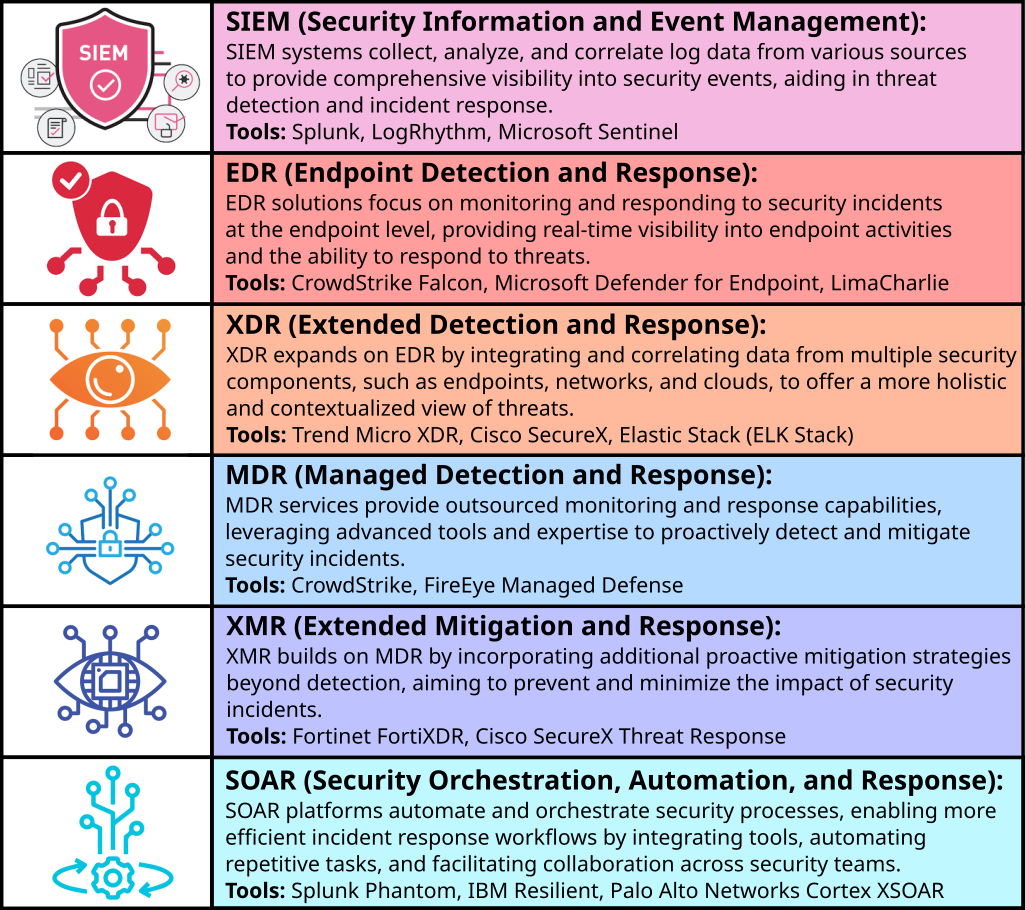 SIEM
SIEM (Security Information and Event Management):
SIEM systems collect, analyze, and correlate log data from various sources
to provide comprehensive visibility into security events, aiding in threat
detection and incident response.
Tools: Splunk, LogRhythm, Microsoft Sentinel
EDR (Endpoint Detection and Response):
EDR solutions focus on monitoring and responding to security incidents
at the endpoint level, providing real-time visibility into endpoint activities
and the ability to respond to threats.
Tools: CrowdStrike Falcon, Microsoft Defender for Endpoint, LimaCharlie
XDR (Extended Detection and Response):
XDR expands on EDR by integrating and correlating data from multiple security
components, such as endpoints, networks, and clouds, to offer a more holistic
and contextualized view of threats.
Tools: Trend Micro XDR, Cisco SecureX, Elastic Stack (ELK Stack)
MDR (Managed Detection and Response):
MDR services provide outsourced monitoring and response capabilities,
leveraging advanced tools and expertise to proactively detect and mitigate
security incidents.
Tools: CrowdStrike, FireEye Managed Defense
XMR (Extended Mitigation and Response):
XMR builds on MDR by incorporating additional proactive mitigation strategies
beyond detection, aiming to prevent and minimize the impact of security
incidents.
Tools: Fortinet FortiXDR, Cisco SecureX Threat Response
SOAR (Security Orchestration, Automation, and Response):
SOAR platforms automate and orchestrate security processes, enabling more
efficient incident response workflows by integrating tools, automating
repetitive tasks, and facilitating collaboration across security teams.
Tools: Splunk Phantom, IBM Resilient, Palo Alto Networks Cortex XSOAR